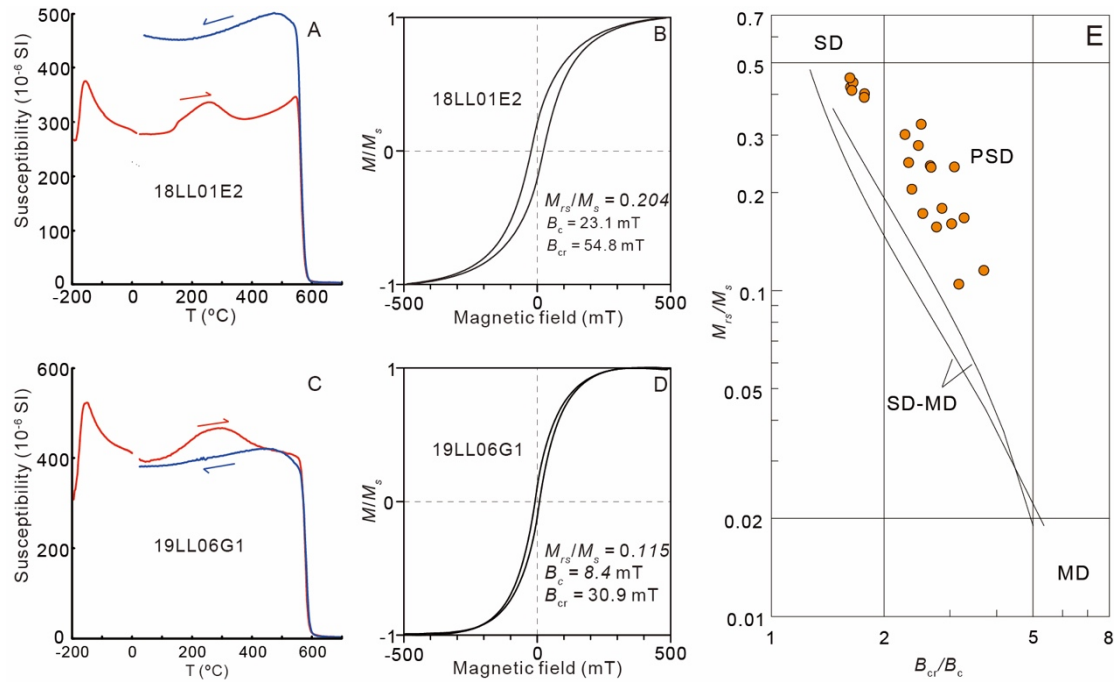 A
500
400
300
200
100
0
Susceptibility (10⁻⁶ SI)
18LL01E2
-200
0
200
400
600
T (ºC)
B
1
0
-1
M/Ms
18LL01E2
Mrs/Ms = 0.204
Bc = 23.1 mT
Bcr = 54.8 mT
-500
0
500
Magnetic field (mT)
C
600
400
200
0
Susceptibility (10⁻⁶ SI)
19LL06G1
-200
0
200
400
600
T (ºC)
D
1
0
-1
M/Ms
19LL06G1
Mrs/Ms = 0.115
Bc = 8.4 mT
Bcr = 30.9 mT
-500
0
500
Magnetic field (mT)
E
0.7
0.5
0.3
0.2
0.1
0.05
0.02
0.01
Mrs/Ms
SD
PSD
SD-MD
MD
1
2
5
8
Bcr/Bc